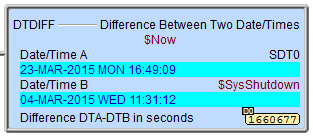 DTDIFF Difference Between Two Date/Times
$Now
Date/Time A SDT0
23-MAR-2015 MON 16:49:09
Date/Time B $SysShutdown
04-MAR-2015 WED 11:31:12
Difference DTA-DTB in seconds 1660677